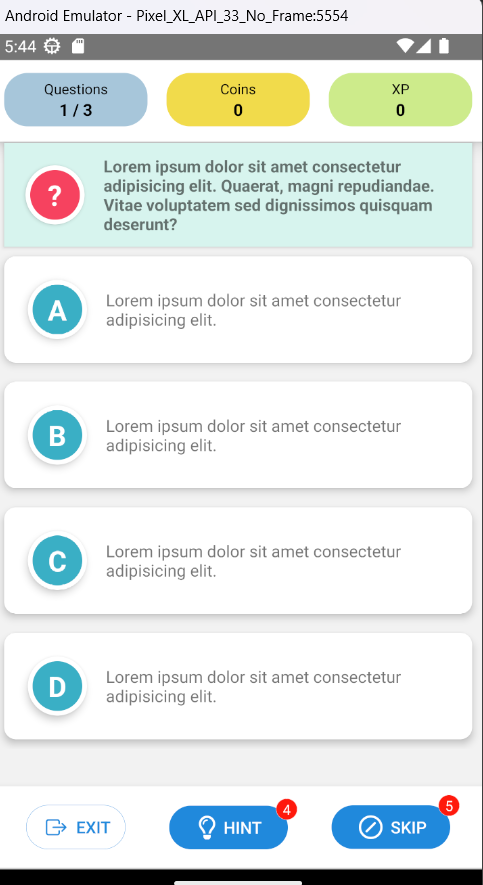 Android Emulator - Pixel_XL_API_33_No_Frame:5554
5:44
Questions
1 / 3
Coins
0
XP
0
?
Lorem ipsum dolor sit amet consectetur
adipisicing elit. Quaerat, magni repudiandae.
Vitae voluptatem sed dignissimos quisquam
deserunt?
A
Lorem ipsum dolor sit amet consectetur
adipisicing elit.
B
Lorem ipsum dolor sit amet consectetur
adipisicing elit.
C
Lorem ipsum dolor sit amet consectetur
adipisicing elit.
D
Lorem ipsum dolor sit amet consectetur
adipisicing elit.
EXIT
HINT
4
SKIP
5